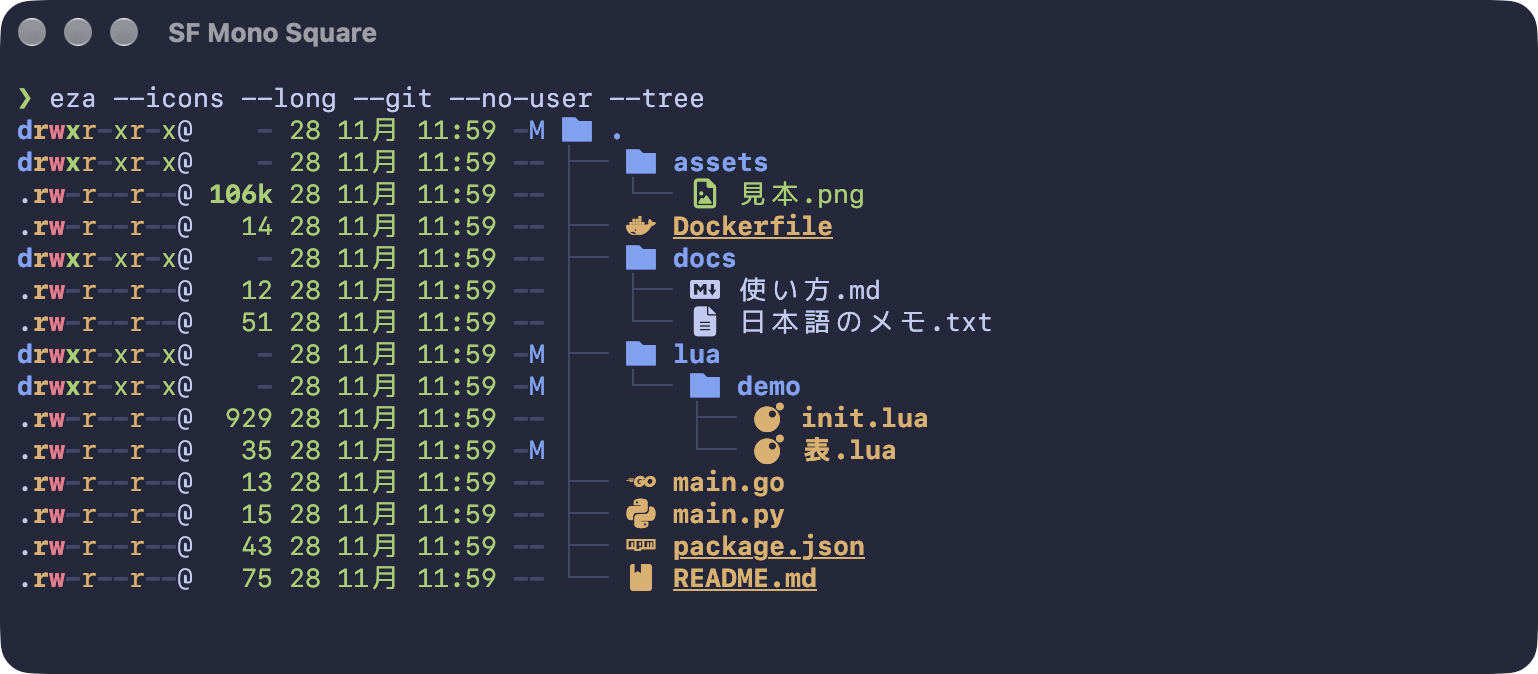 SF Mono Square
❯ eza --icons --long --git --no-user --tree
drwxr-xr-x@     - 28 11月 11:59 -M .
drwxr-xr-x@     - 28 11月 11:59 -- ├── assets
.rw-r--r--@  106k 28 11月 11:59 -- │   └── 見本.png
.rw-r--r--@    14 28 11月 11:59 -- ├── Dockerfile
drwxr-xr-x@     - 28 11月 11:59 -- ├── docs
.rw-r--r--@    12 28 11月 11:59 -- │   ├── 使い方.md
.rw-r--r--@    51 28 11月 11:59 -- │   └── 日本語のメモ.txt
drwxr-xr-x@     - 28 11月 11:59 -M ├── lua
drwxr-xr-x@     - 28 11月 11:59 -M │   └── demo
.rw-r--r--@   929 28 11月 11:59 -- │       ├── init.lua
.rw-r--r--@    35 28 11月 11:59 -M │       └── 表.lua
.rw-r--r--@    13 28 11月 11:59 -- ├── main.go
.rw-r--r--@    15 28 11月 11:59 -- ├── main.py
.rw-r--r--@    43 28 11月 11:59 -- ├── package.json
.rw-r--r--@    75 28 11月 11:59 -- └── README.md